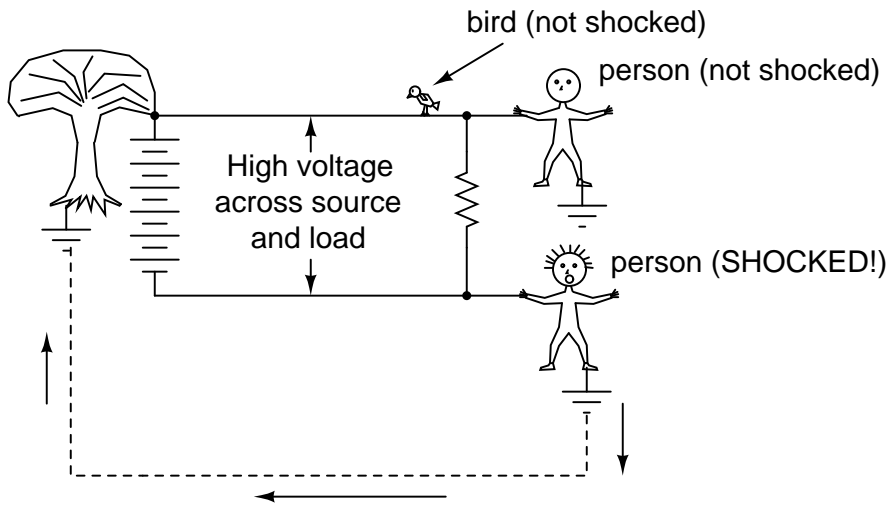 bird (not shocked)
person (not shocked)
High voltage
across source
and load
person (SHOCKED!)